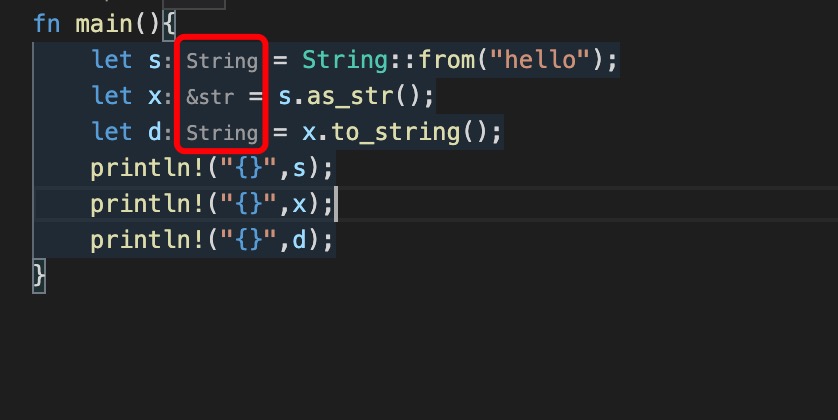 fn main(){
let s: String = String::from("hello");
let x: &str = s.as_str();
let d: String = x.to_string();
println!("{}",s);
println!("{}",x);
println!("{}",d);
}